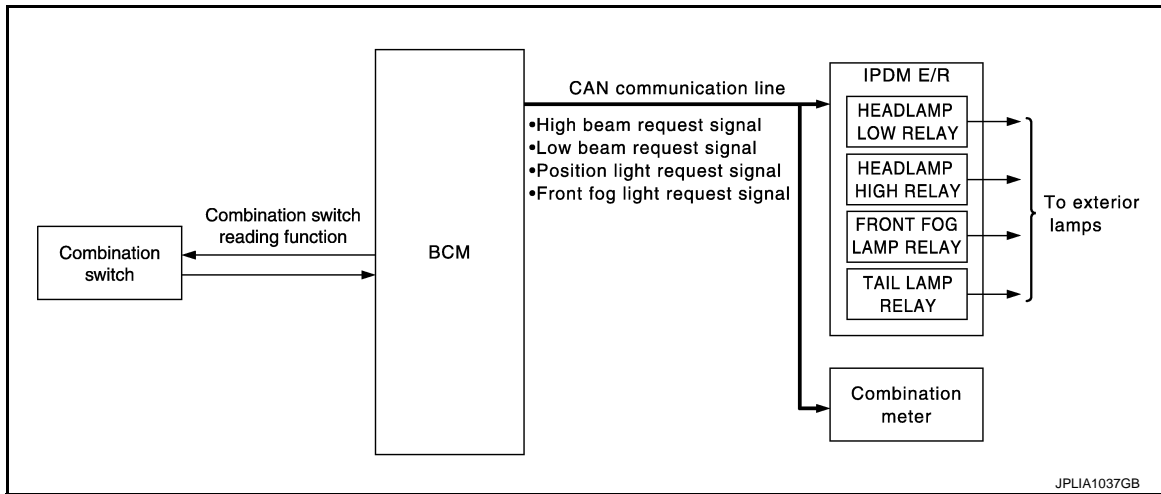 Combination
switch
Combination switch
reading function
BCM
CAN communication line
•High beam request signal
•Low beam request signal
•Position light request signal
•Front fog light request signal
IPDM E/R
HEADLAMP
LOW RELAY
HEADLAMP
HIGH RELAY
FRONT FOG
LAMP RELAY
TAIL LAMP
RELAY
To exterior
lamps
Combination
meter
JPLIA1037GB